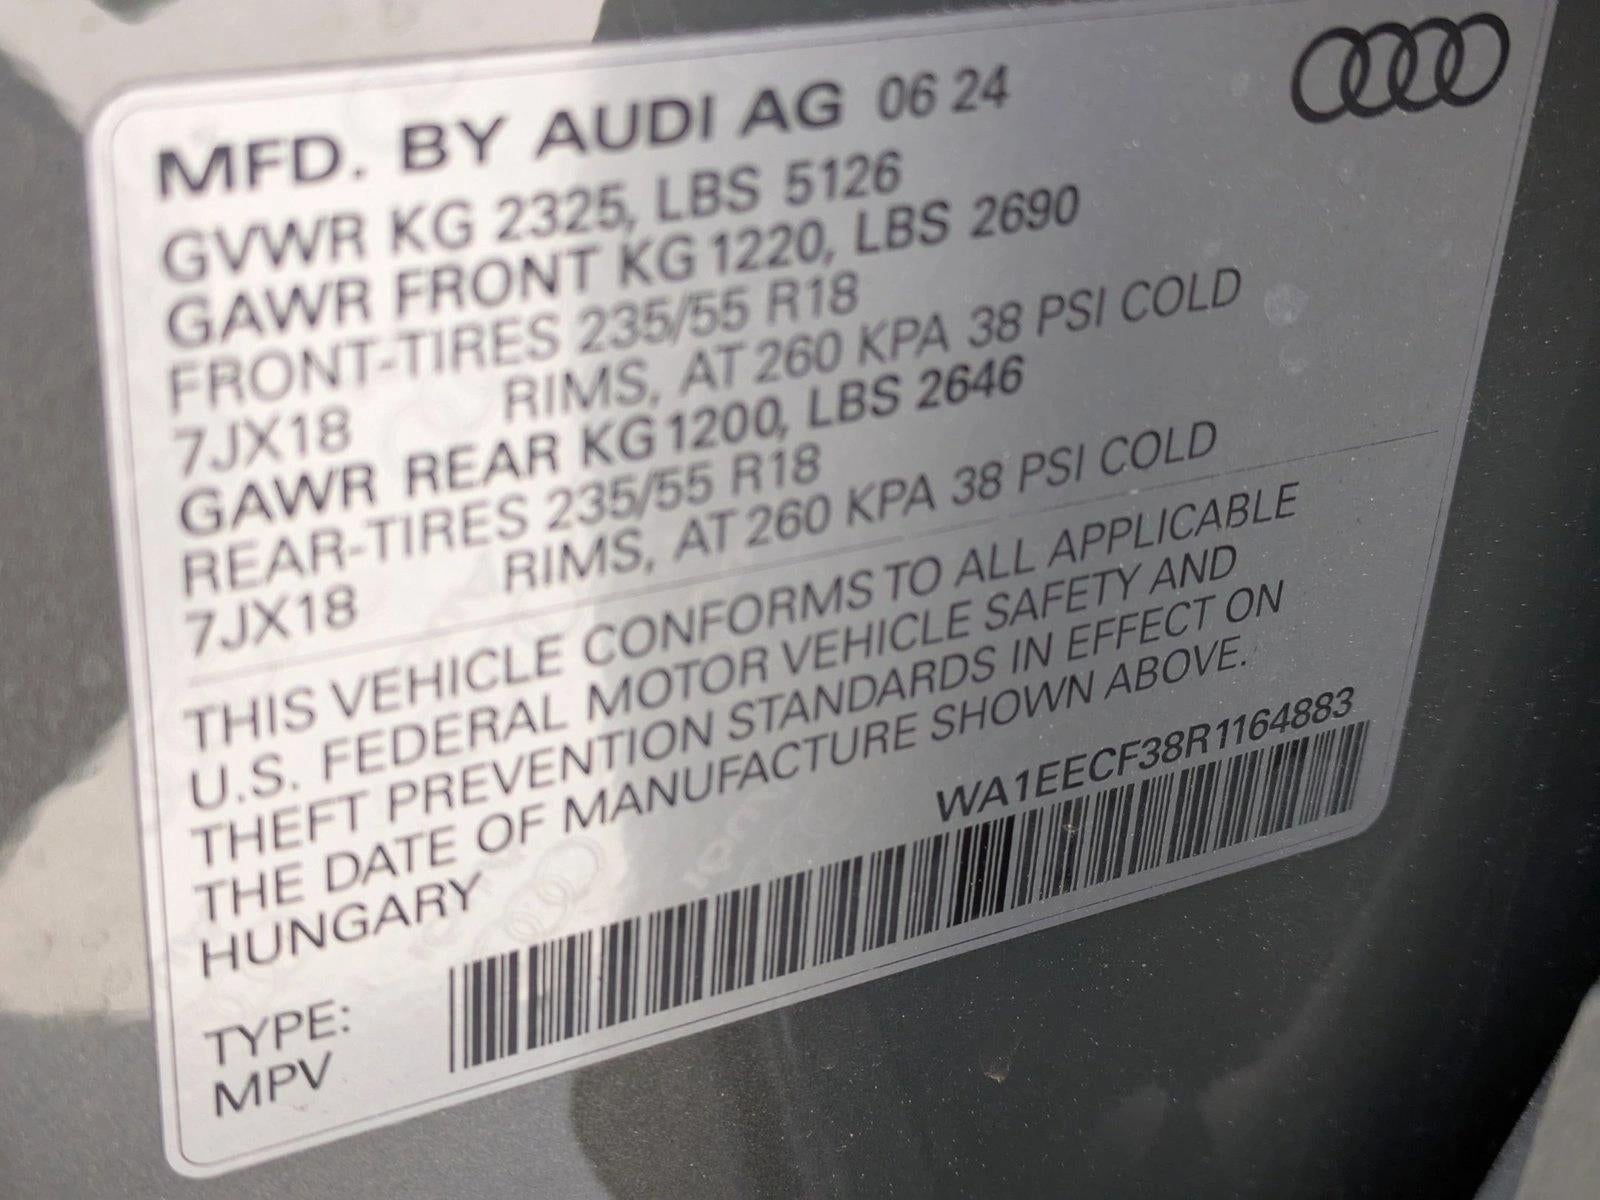 MFD. BY AUDI AG 06 24
GVWR KG 2325, LBS 5126
GAWR FRONT KG 1220, LBS 2690
FRONT-TIRES 235/55 R18
7JX18 RIMS, AT 260 KPA 38 PSI COLD
GAWR REAR KG 1200, LBS 2646
REAR-TIRES 235/55 R18
7JX18 RIMS, AT 260 KPA 38 PSI COLD
THIS VEHICLE CONFORMS TO ALL APPLICABLE
U.S. FEDERAL MOTOR VEHICLE SAFETY AND
THEFT PREVENTION STANDARDS IN EFFECT ON
THE DATE OF MANUFACTURE SHOWN ABOVE.
HUNGARY
WA1EECF38R1164883
TYPE:
MPV